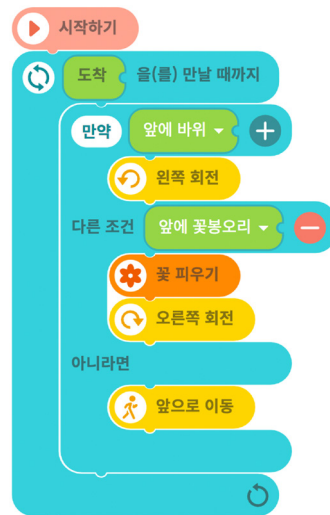 시작하기
도착 을(를) 만날 때까지
만약 앞에 바위
왼쪽 회전
다른 조건 앞에 꽃봉오리
꽃 피우기
오른쪽 회전
아니라면
앞으로 이동